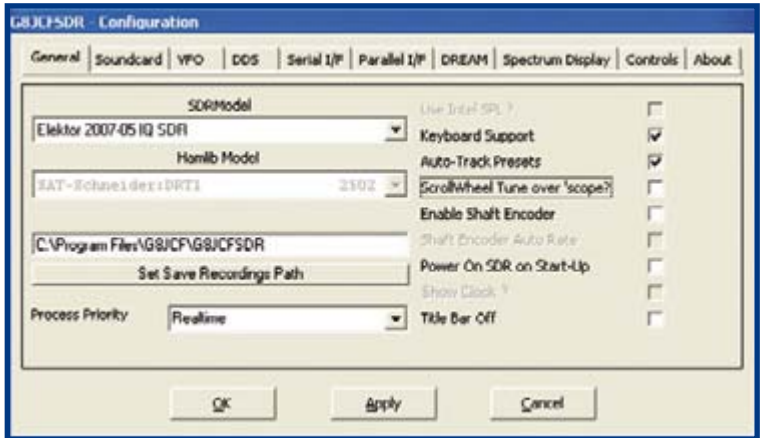 G8JCFSDR - Configuration
General Soundcard VFO DDS Serial I/F Parallel I/F DREAM Spectrum Display Controls About
SDRModel
Elektor 2007-05 IQ SDR
Hamlib Model
SAT-Schneider:DRT1 2502
C:\Program Files\G8JCF\G8JCFSDR
Set Save Recordings Path
Process Priority Realtime
Use Intel SPL ?
Keyboard Support
Auto-Track Presets
ScrollWheel Tune over 'scope?
Enable Shaft Encoder
Shaft Encoder Auto Rate
Power On SDR on Start-Up
Show Clock ?
Title Bar Off
OK Apply Cancel